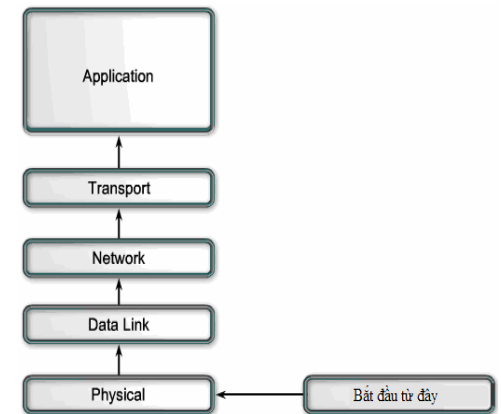 Application
Transport
Network
Data Link
Physical
Bắt đầu từ đây